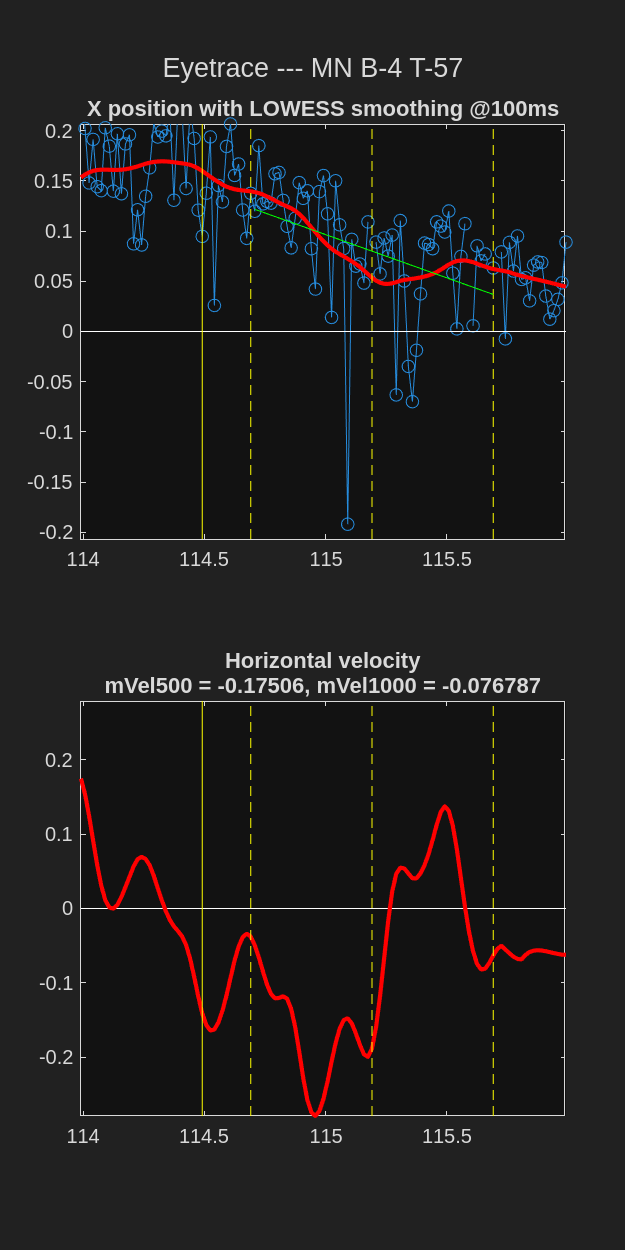 Eyetrace --- MN B-4 T-57
X position with LOWESS smoothing @100ms
0.2
0.15
0.1
0.05
0
-0.05
-0.1
-0.15
-0.2
114 114.5 115 115.5
Horizontal velocity
mVel500 = -0.17506, mVel1000 = -0.076787
0.2
0.1
0
-0.1
-0.2
114 114.5 115 115.5